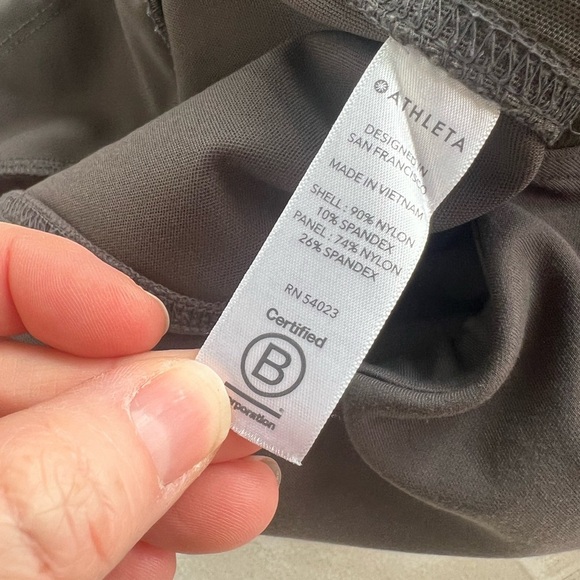 ATHLETA
DESIGNED IN
SAN FRANCISCO
MADE IN VIETNAM
SHELL : 90% NYLON
10% SPANDEX
PANEL : 74% NYLON
26% SPANDEX
RN 54023
Certified
B
®
orporation